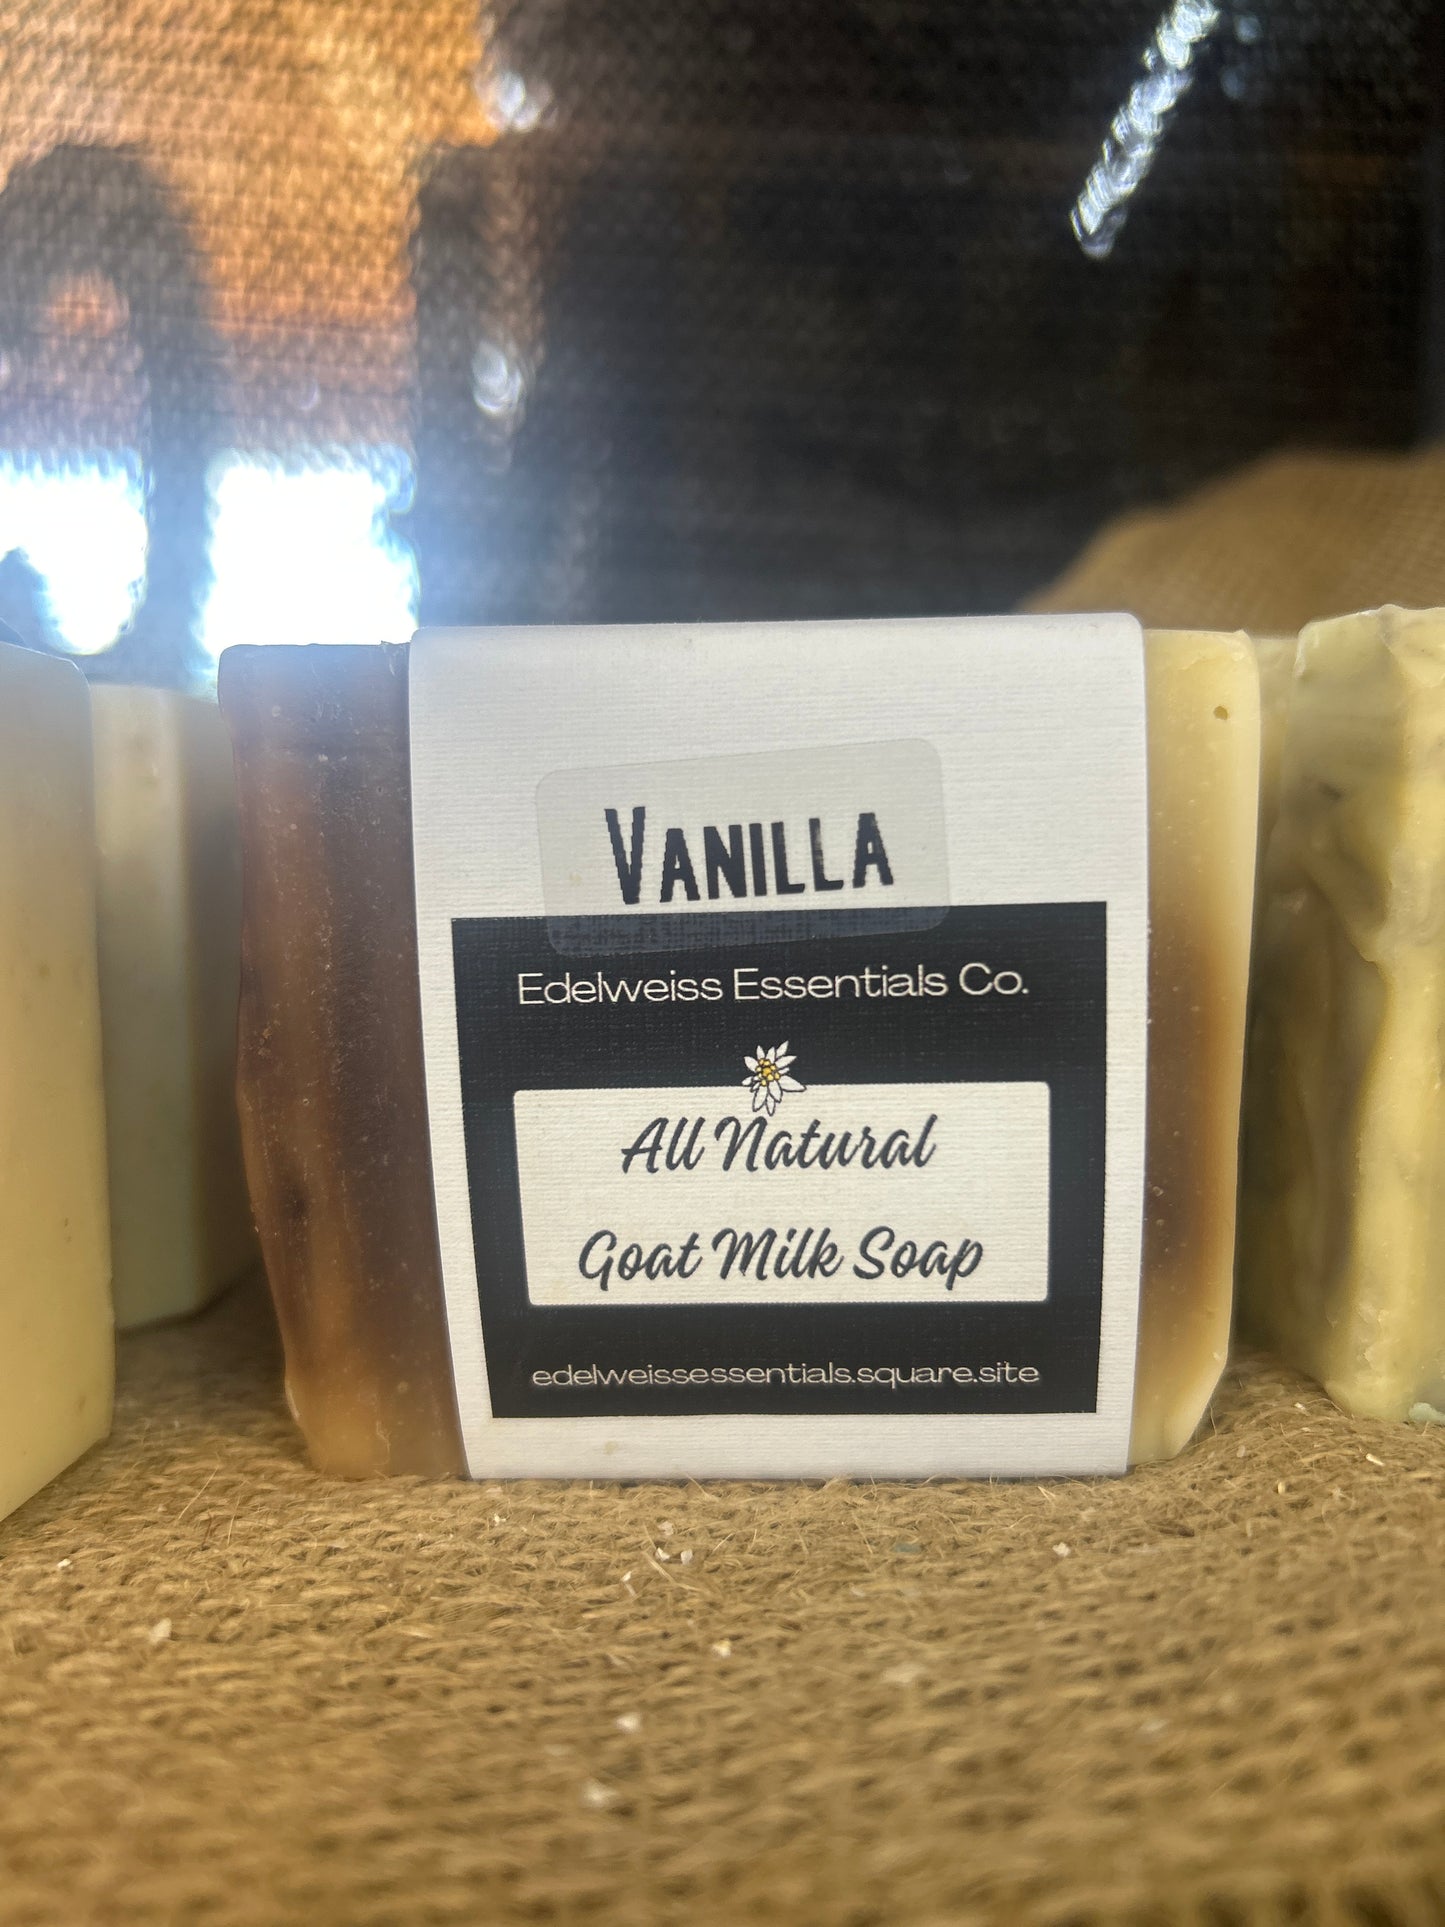 VANILLA
Edelweiss Essentials Co.
All Natural
Goat Milk Soap
edelweissessentials.square.site